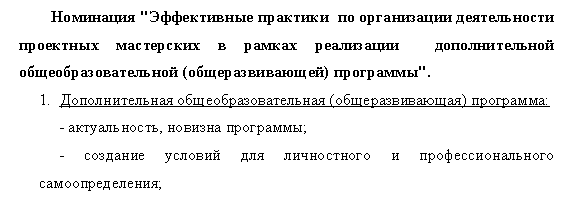 Номинация "Эффективные практики по организации деятельности
проектных мастерских в рамках реализации дополнительной
общеобразовательной (общеразвивающей) программы".
1. Дополнительная общеобразовательная (общеразвивающая) программа:
- актуальность, новизна программы;
- создание условий для личностного и профессионального
самоопределения;